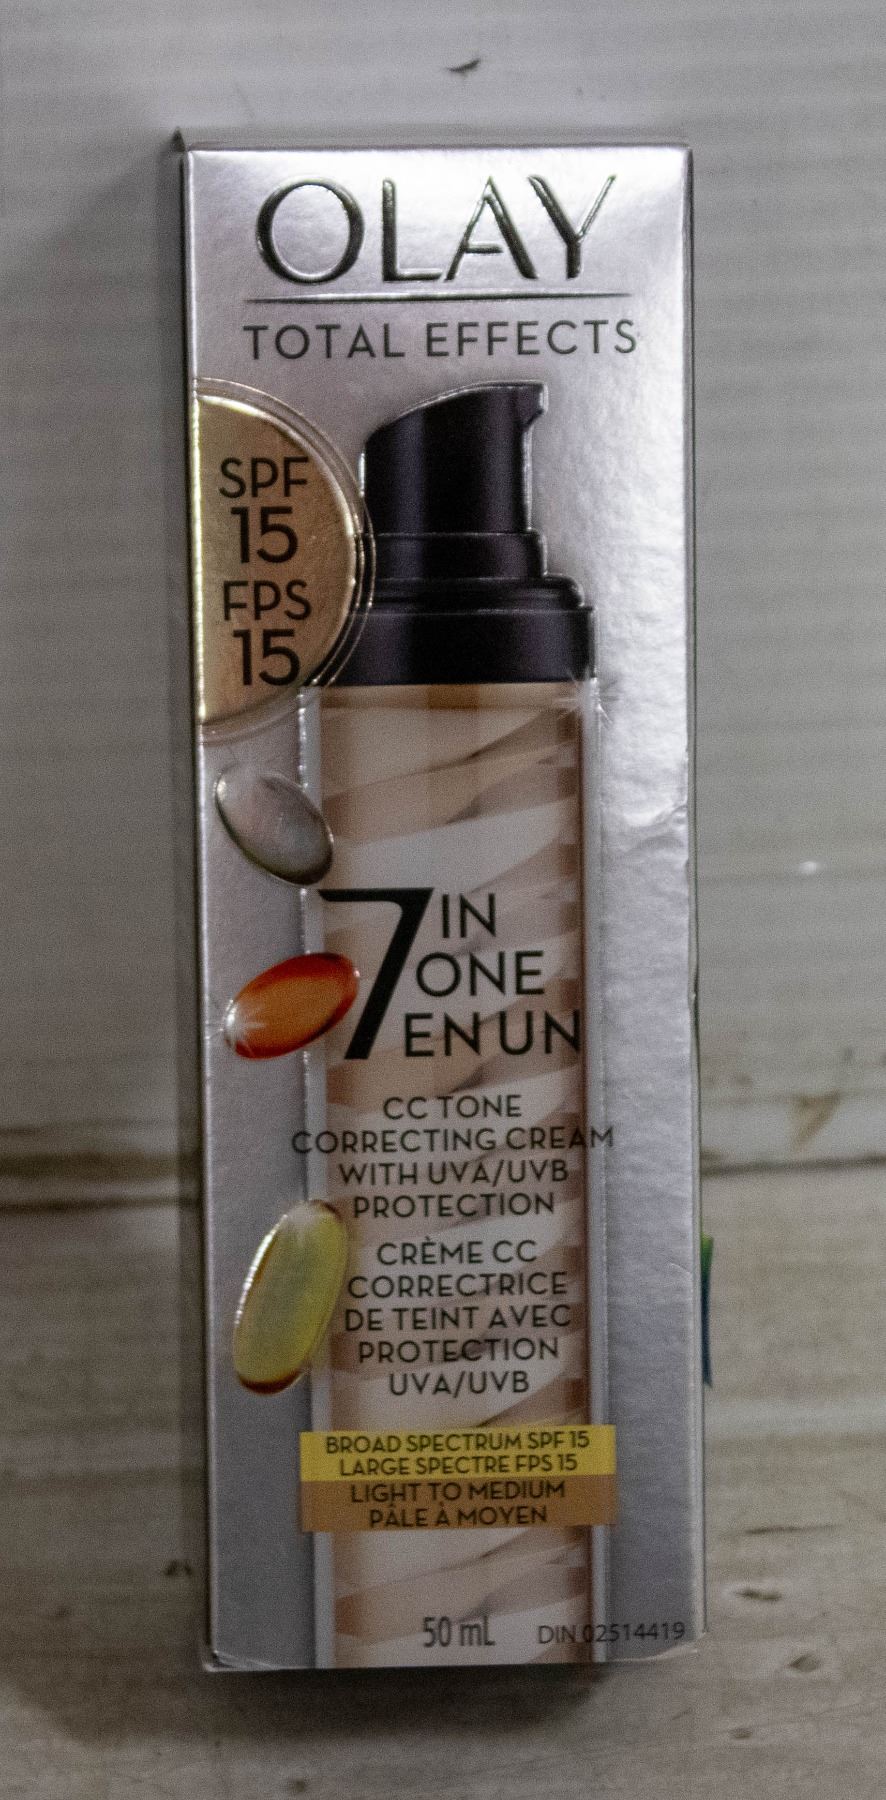 OLAY
TOTAL EFFECTS
SPF
15
FPS
15
7 IN
ONE
EN UN
CC TONE
CORRECTING CREAM
WITH UVA/UVB
PROTECTION
CRÈME CC
CORRECTRICE
DE TEINT AVEC
PROTECTION
UVA/UVB
BROAD SPECTRUM SPF 15
LARGE SPECTRE FPS 15
LIGHT TO MEDIUM
PÂLE À MOYEN
50 mL DIN 02514419